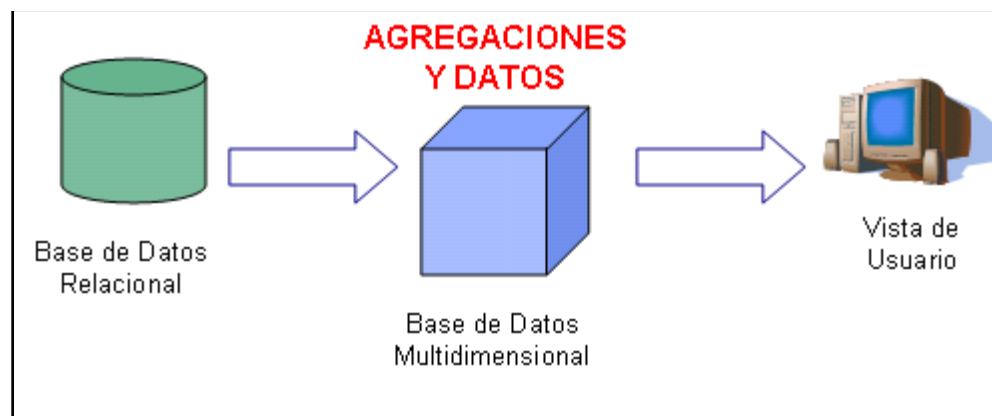 AGREGACIONES
Y DATOS
Base de Datos
Relacional
Base de Datos
Multidimensional
Vista de
Usuario